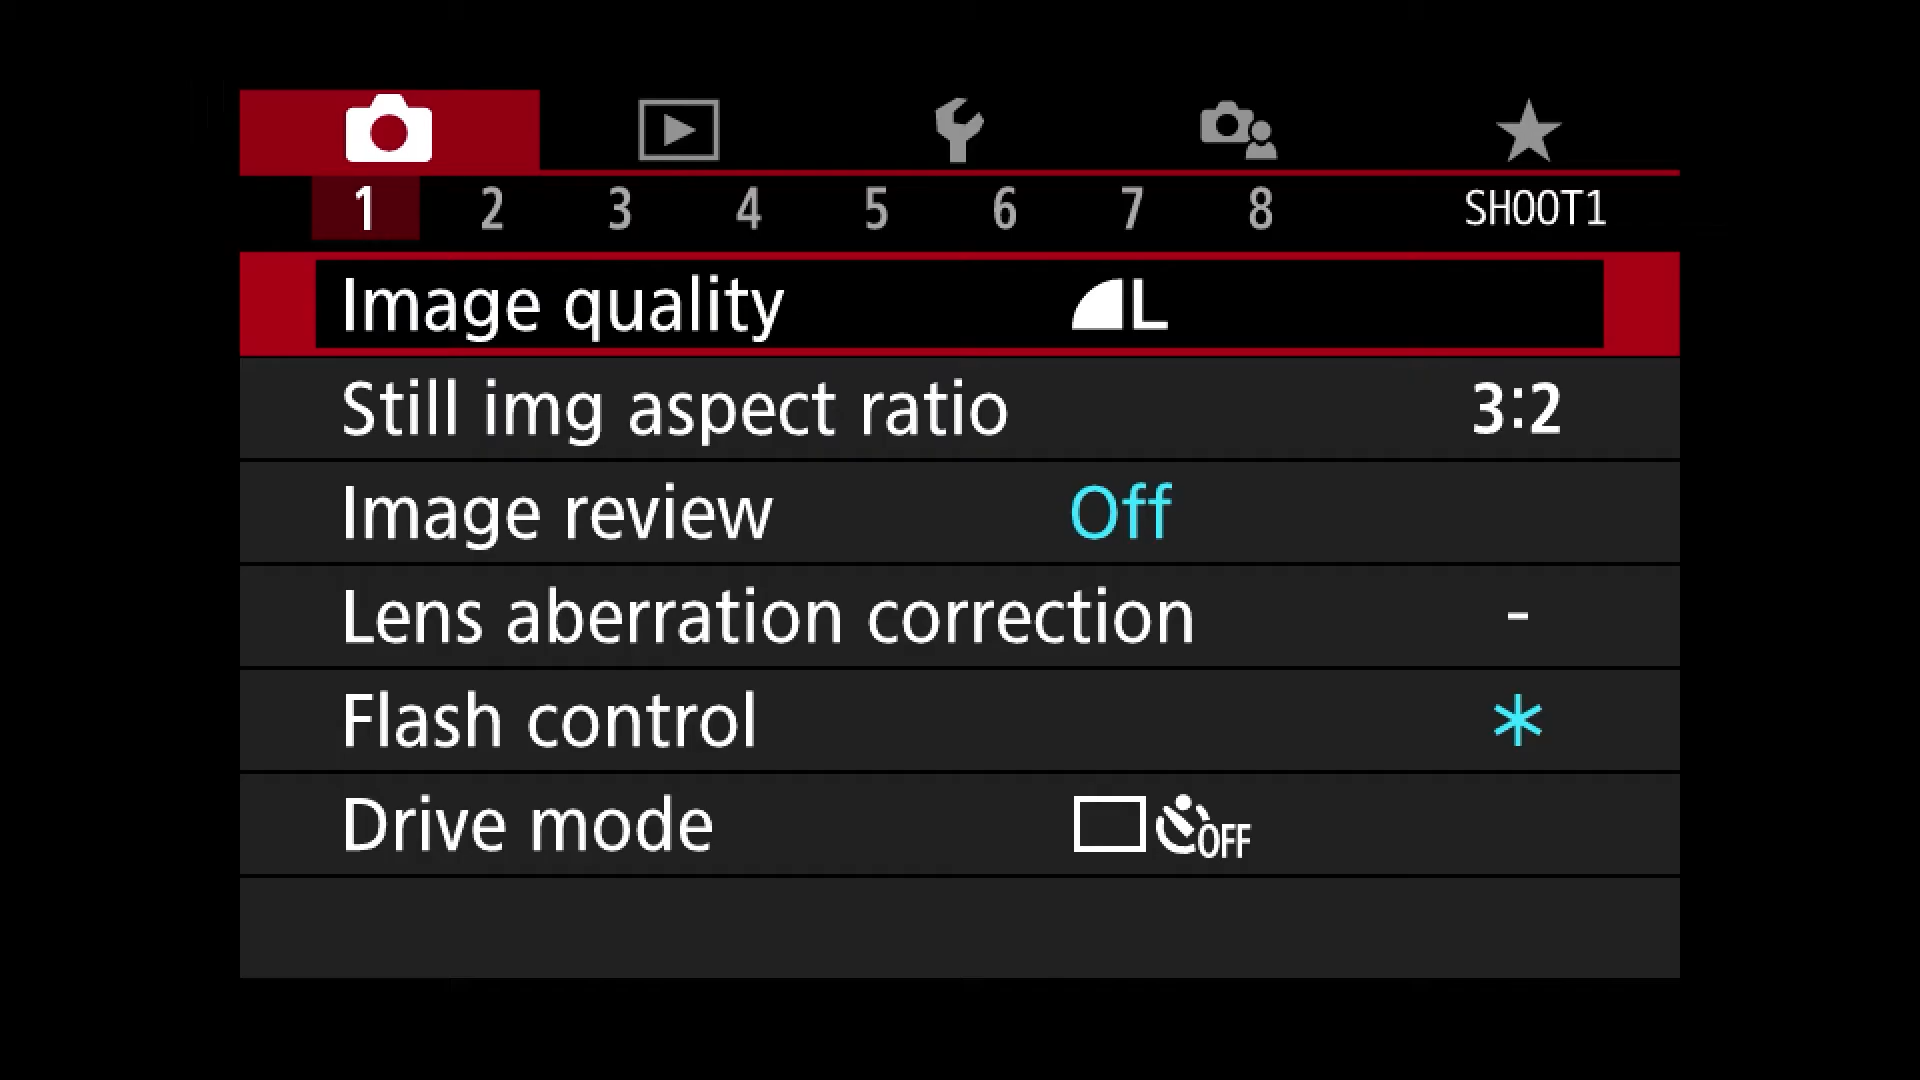 1 2 3 4 5 6 7 8 SHOOT1
Image quality L
Still img aspect ratio 3:2
Image review Off
Lens aberration correction -
Flash control *
Drive mode OFF